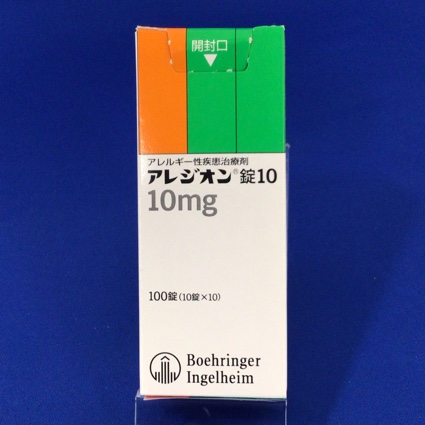 開封口
アレルギー性疾患治療剤
アレジオン®錠10
10mg
100錠(10錠×10)
Boehringer
Ingelheim